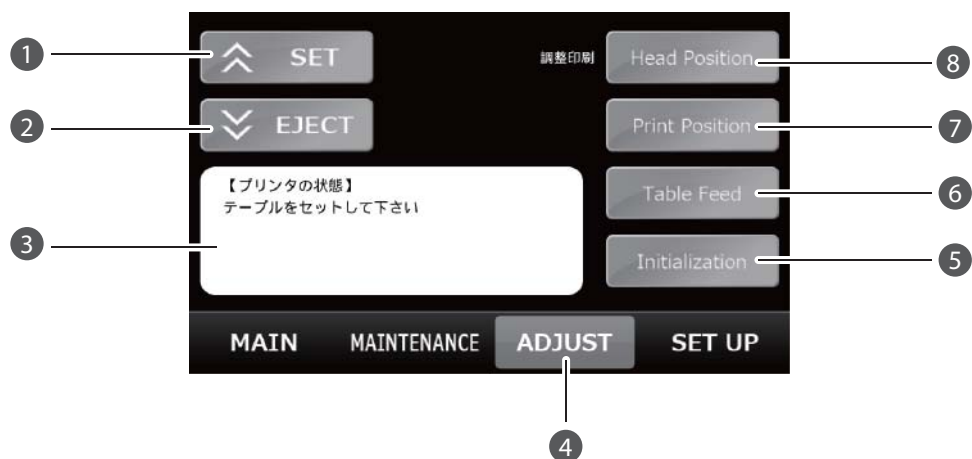 1
SET
調整印刷
Head Position
8
2
EJECT
Print Position
7
【プリンタの状態】
テーブルをセットして下さい
3
Table Feed
6
Initialization
5
MAIN
MAINTENANCE
ADJUST
SET UP
4